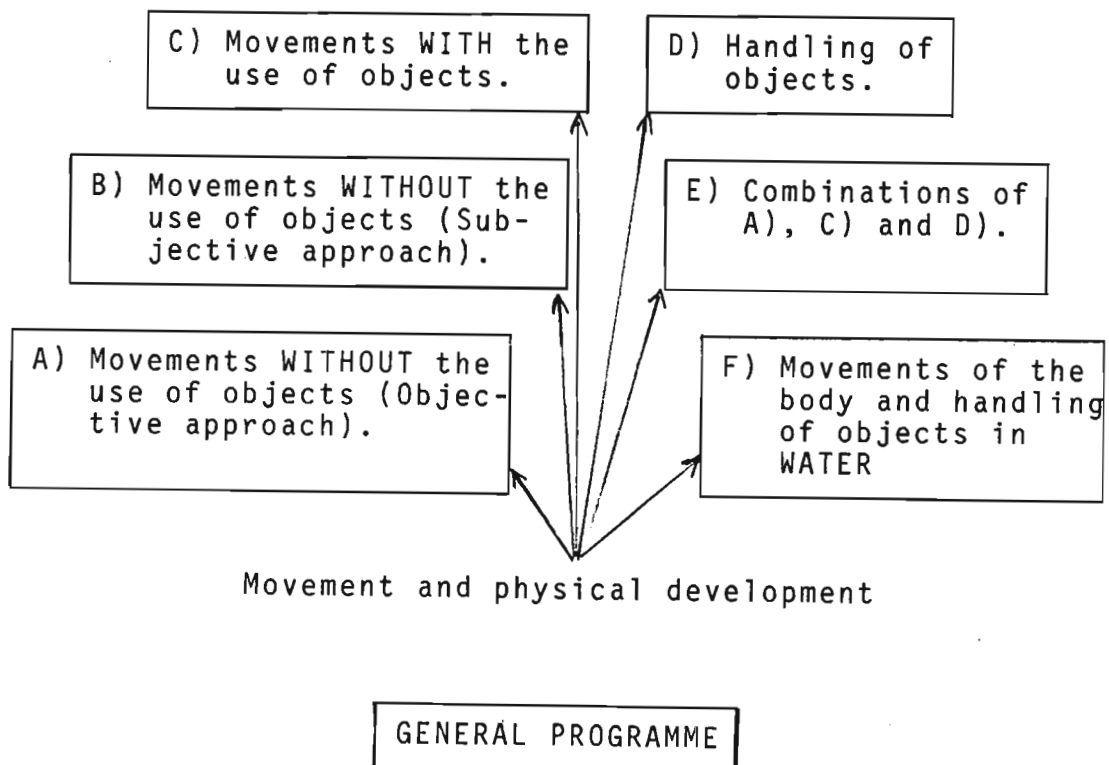 C) Movements WITH the
use of objects.
D) Handling of
objects.
B) Movements WITHOUT the
use of objects (Sub-
jective approach).
E) Combinations of
A), C) and D).
A) Movements WITHOUT the
use of objects (Objec-
tive approach).
F) Movements of the
body and handling
of objects in
WATER
Movement and physical development
GENERAL PROGRAMME